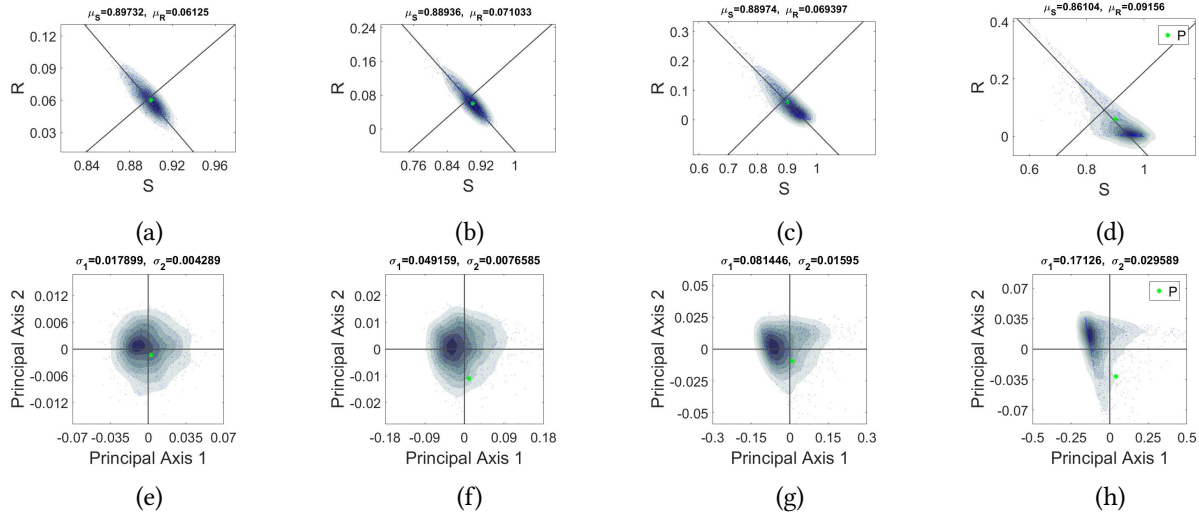 μS=0.89732, μR=0.06125
μS=0.88936, μR=0.071033
μS=0.88974, μR=0.069397
μS=0.86104, μR=0.09156
0.12
0.09
0.06
0.03
R
0.84 0.88 0.92 0.96
S
(a)
0.24
0.16
0.08
0
R
0.76 0.84 0.92 1
S
(b)
0.3
0.2
0.1
0
R
0.6 0.7 0.8 0.9 1 1.1
S
(c)
0.4
0.2
0
R
P
0.6 0.8 1
S
(d)
σ1=0.017899, σ2=0.004289
σ1=0.049159, σ2=0.0076585
σ1=0.081446, σ2=0.01595
σ1=0.17126, σ2=0.029589
0.012
0.006
0
-0.006
-0.012
Principal Axis 2
-0.07 -0.035 0 0.035 0.07
Principal Axis 1
(e)
0.02
0.01
0
-0.01
-0.02
Principal Axis 2
-0.18 -0.09 0 0.09 0.18
Principal Axis 1
(f)
0.05
0.025
0
-0.025
-0.05
Principal Axis 2
-0.3 -0.15 0 0.15 0.3
Principal Axis 1
(g)
0.07
0.035
0
-0.035
-0.07
Principal Axis 2
P
-0.5 -0.25 0 0.25 0.5
Principal Axis 1
(h)